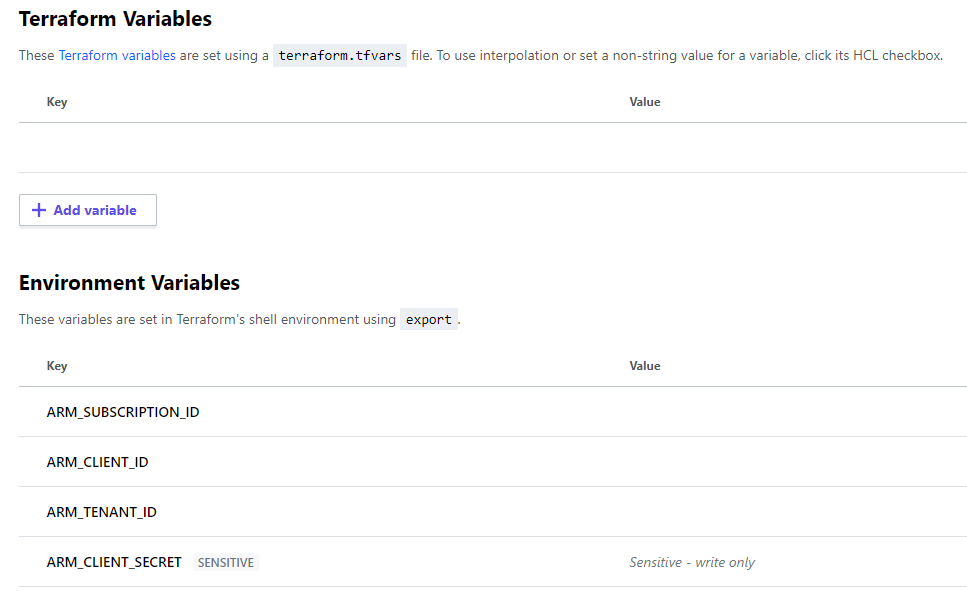 Terraform Variables
These Terraform variables are set using a terraform.tfvars file. To use interpolation or set a non-string value for a variable, click its HCL checkbox.
Key Value
+ Add variable
Environment Variables
These variables are set in Terraform's shell environment using export.
Key Value
ARM_SUBSCRIPTION_ID
ARM_CLIENT_ID
ARM_TENANT_ID
ARM_CLIENT_SECRET SENSITIVE Sensitive - write only